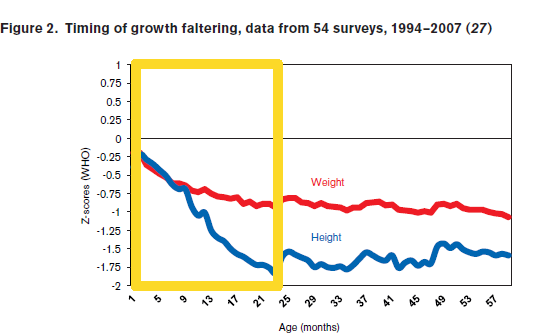 Figure 2. Timing of growth faltering, data from 54 surveys, 1994–2007 (27)
1
0.75
0.5
0.25
0
-0.25
-0.5
-0.75
-1
-1.25
-1.5
-1.75
-2
Z-scores (WHO)
Weight
Height
1 5 9 13 17 21 25 29 33 37 41 45 49 53 57
Age (months)